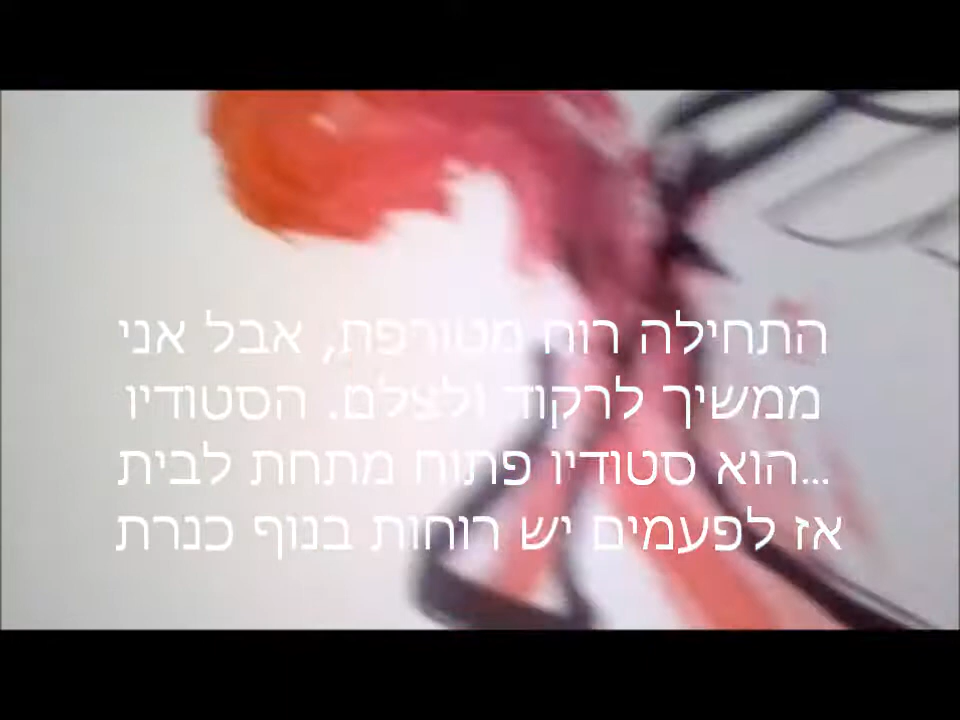 התחילה רוח מטורפת, אבל אני
ממשיך לרקוד ולצלם. הסטודיו
הוא סטודיו פתוח מתחת לבית...
אז לפעמים יש רוחות בנוף כנרת